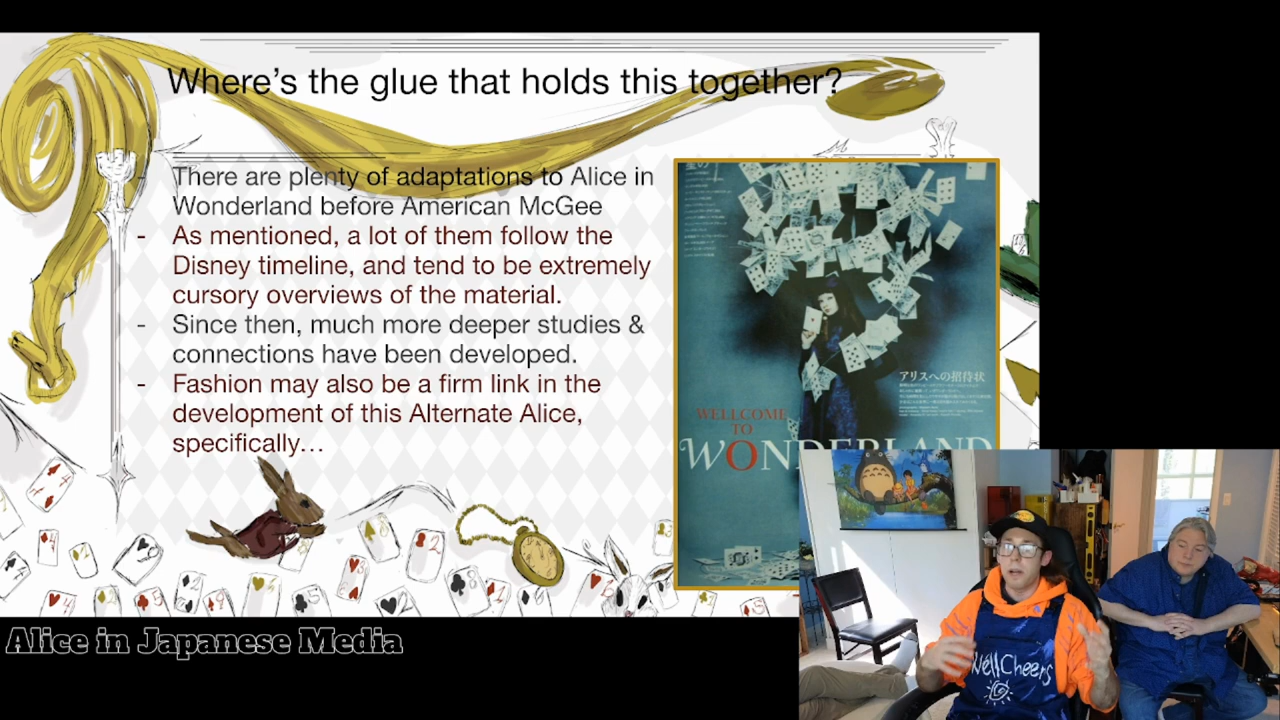 Where's the glue that holds this together?
- There are plenty of adaptations to Alice in
Wonderland before American McGee
- As mentioned, a lot of them follow the
Disney timeline, and tend to be extremely
cursory overviews of the material.
- Since then, much more deeper studies &
connections have been developed.
- Fashion may also be a firm link in the
development of this Alternate Alice,
specifically…
アリスへの招待状
WELLCOME
TO
WONDERLAND
Alice in Japanese Media
WellCheers